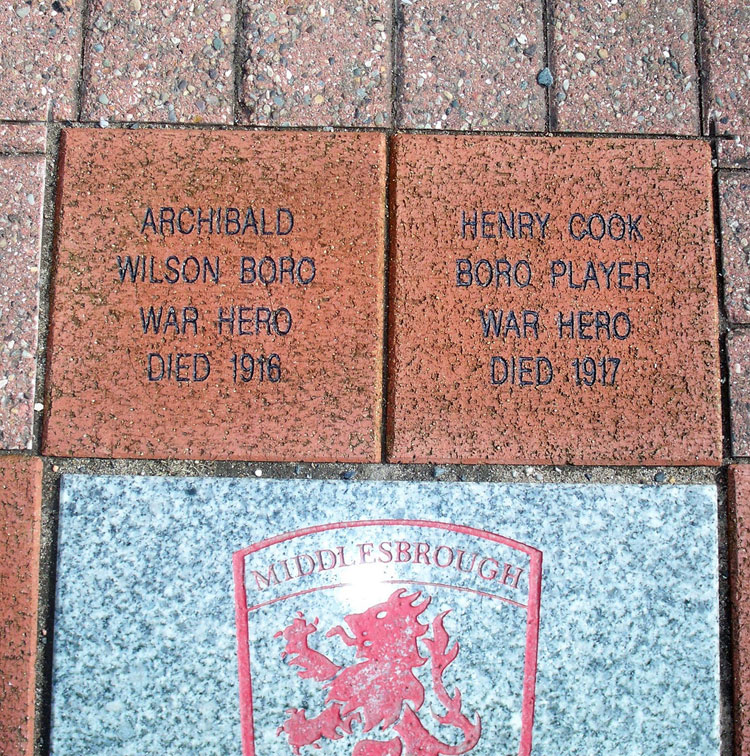 ARCHIBALD
WILSON BORO
WAR HERO
DIED 1916
HENRY COOK
BORO PLAYER
WAR HERO
DIED 1917
MIDDLESBROUGH